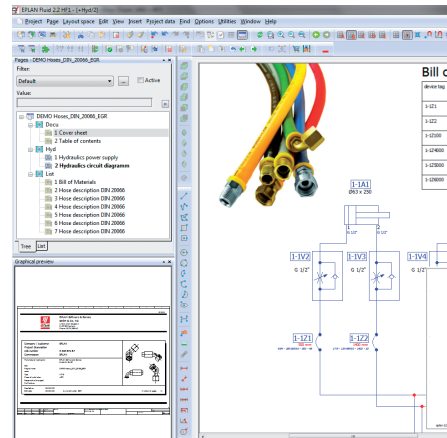 EPLAN Fluid 2.2 HF1 - [+Hyd/2]
Project Page Layout space Edit View Insert Project data Find Options Utilities Window Help
Pages - DEMO Hoses_DIN_20066_EGR
Filter:
Default
Active
Value:
DEMO Hoses_DIN_20066_EGR
Docu
1 Cover sheet
2 Table of contents
Hyd
1 Hydraulics power supply
2 Hydraulics circuit diagramm
List
1 Bill of Materials
2 Hose description DIN 20066
3 Hose description DIN 20066
4 Hose description DIN 20066
5 Hose description DIN 20066
6 Hose description DIN 20066
7 Hose description DIN 20066
Tree List
Graphical preview
Bill o
device tag
1-1Z1
1-1Z2
1-1A1
Ø63 x 250
G 1/2" G 1/2"
1-1V2 1-1V3 1-1V4
G 1/2" G 1/2" G 1/2"
1-1Z1 1-1Z2